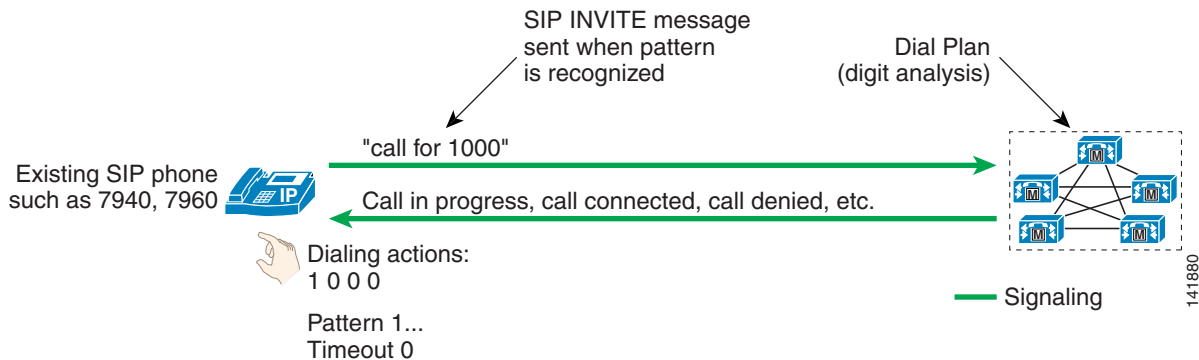 SIP INVITE message
sent when pattern
is recognized
Dial Plan
(digit analysis)
"call for 1000"
Existing SIP phone
such as 7940, 7960
IP
Call in progress, call connected, call denied, etc.
M
M
M
M
M
Dialing actions:
1 0 0 0
Pattern 1...
Timeout 0
Signaling
141880